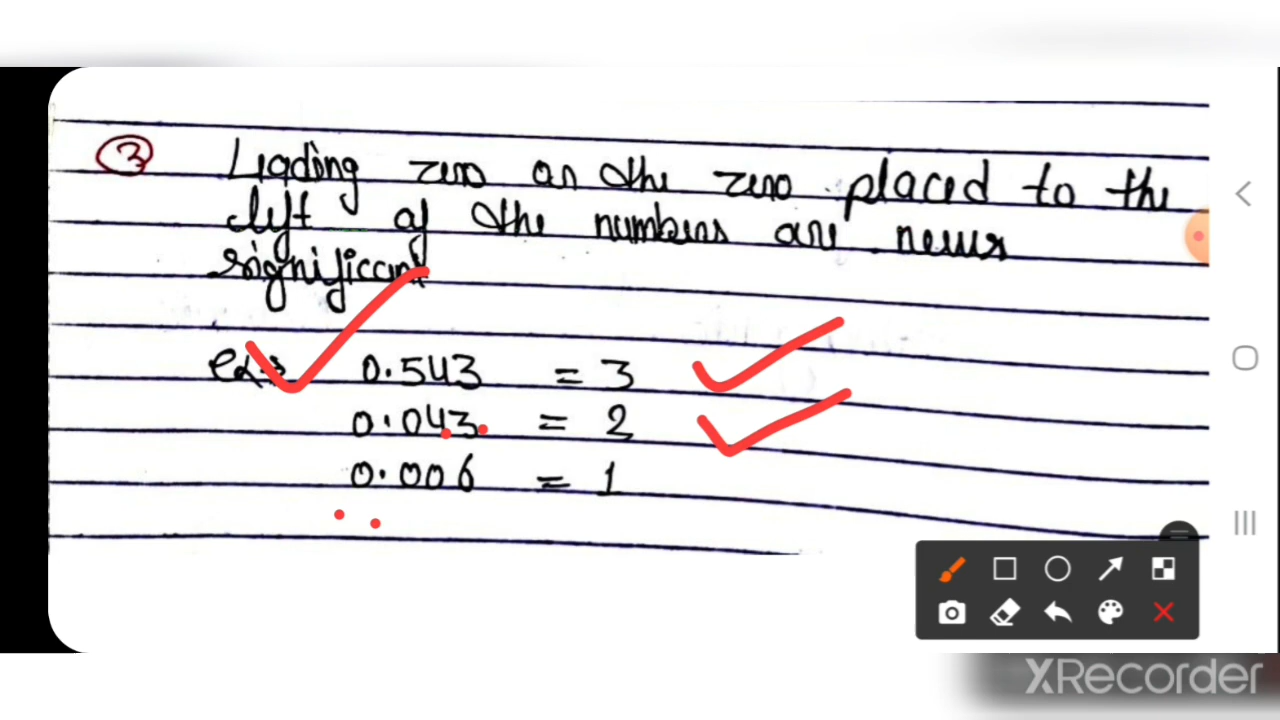 ③ Leading zero or the zero placed to the
left of the numbers are never
significant
ex:→ 0.543 = 3
0.043 = 2
0.006 = 1
XRecorder